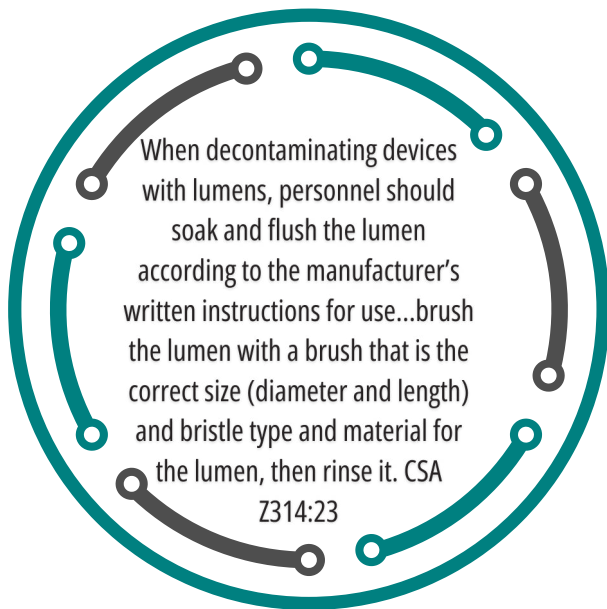 When decontaminating devices
with lumens, personnel should
soak and flush the lumen
according to the manufacturer’s
written instructions for use...brush
the lumen with a brush that is the
correct size (diameter and length)
and bristle type and material for
the lumen, then rinse it. CSA
Z314:23